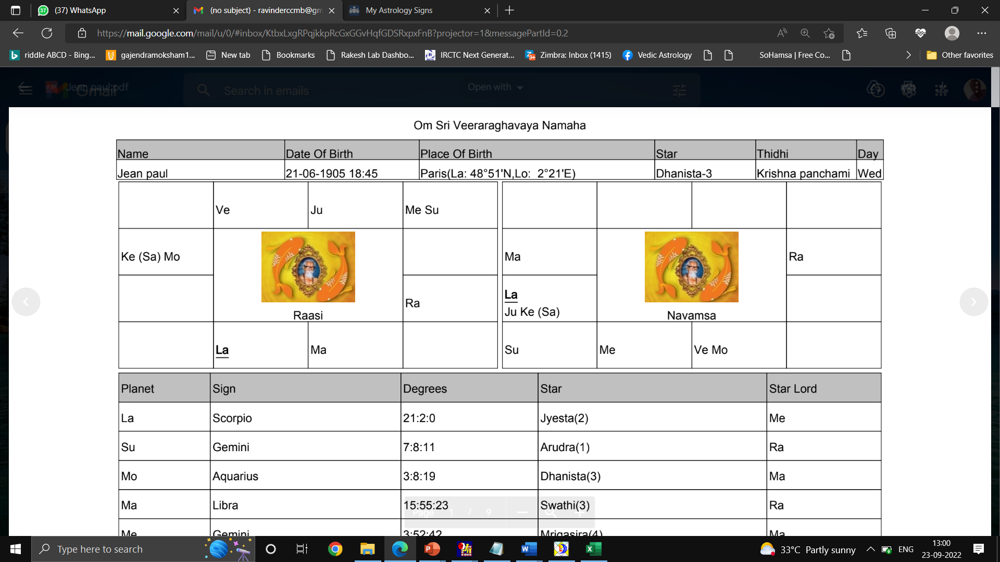 (37) WhatsApp
(no subject) - ravinderccmb@gm
My Astrology Signs
https://mail.google.com/mail/u/0/#inbox/KtbxLxgRPqjkkpRcGxGGvHqfGDSRxpxFnB?projector=1&messagePartId=0.2
riddle ABCD - Bing...
gajendramoksham1...
New tab
Bookmarks
Rakesh Lab Dashbo...
IRCTC Next Generat...
Zimbra: Inbox (1415)
Vedic Astrology
SoHamsa | Free Co...
Other favorites
Jean paul.pdf
Gmail
Search in emails
Open with
Om Sri Veeraraghavaya Namaha
Name Date Of Birth Place Of Birth Star Thidhi Day
Jean paul 21-06-1905 18:45 Paris(La: 48°51'N,Lo: 2°21'E) Dhanista-3 Krishna panchami Wed
Ve Ju Me Su
Ke (Sa) Mo
Ra
Raasi
La Ma
Ma Ra
La
Ju Ke (Sa)
Navamsa
Su Me Ve Mo
Planet Sign Degrees Star Star Lord
La Scorpio 21:2:0 Jyesta(2) Me
Su Gemini 7:8:11 Arudra(1) Ra
Mo Aquarius 3:8:19 Dhanista(3) Ma
Ma Libra 15:55:23 Swathi(3) Ra
Page 1 / 9
Me Gemini 3:52:42 Mrigasira(4) Ma
Type here to search
33°C Partly sunny
ENG
13:00
23-09-2022